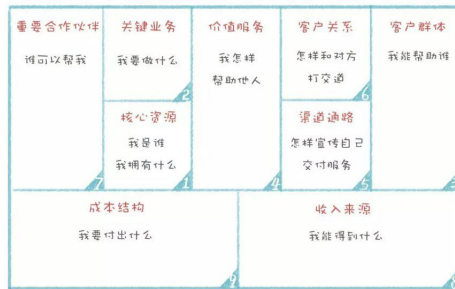 重要合作伙伴
谁可以帮我
7
关键业务
我要做什么
2
核心资源
我是谁
我拥有什么
1
价值服务
我怎样
帮助他人
4
客户关系
怎样和对方
打交道
6
渠道通路
怎样宣传自己
交付服务
5
客户群体
我能帮助谁
3
成本结构
我要付出什么
9
收入来源
我能得到什么
8